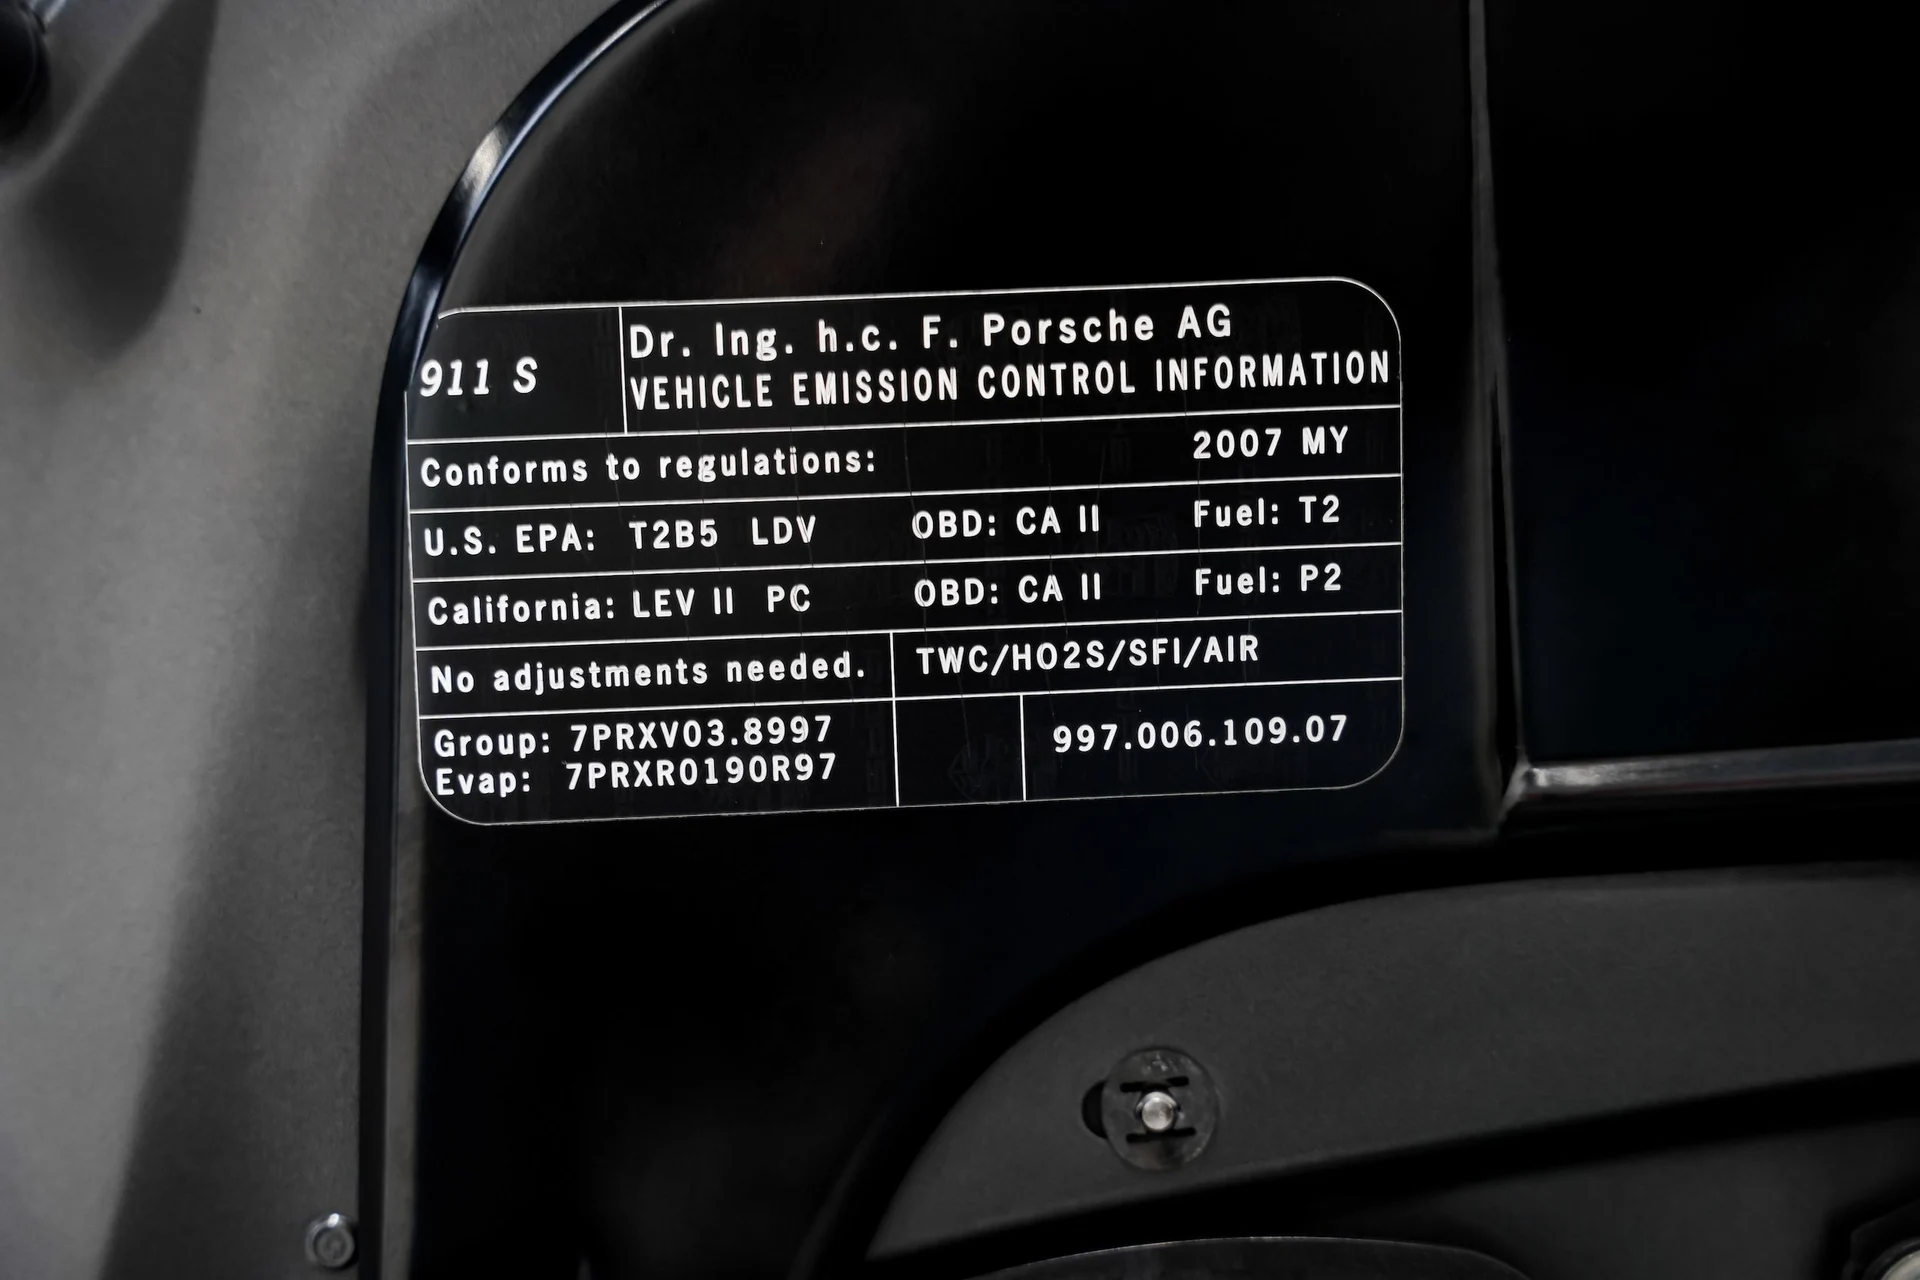 911 S
Dr. Ing. h.c. F. Porsche AG
VEHICLE EMISSION CONTROL INFORMATION
Conforms to regulations: 2007 MY
U.S. EPA: T2B5 LDV OBD: CA II Fuel: T2
California: LEV II PC OBD: CA II Fuel: P2
No adjustments needed. TWC/HO2S/SFI/AIR
Group: 7PRXV03.8997
Evap: 7PRXR0190R97
997.006.109.07